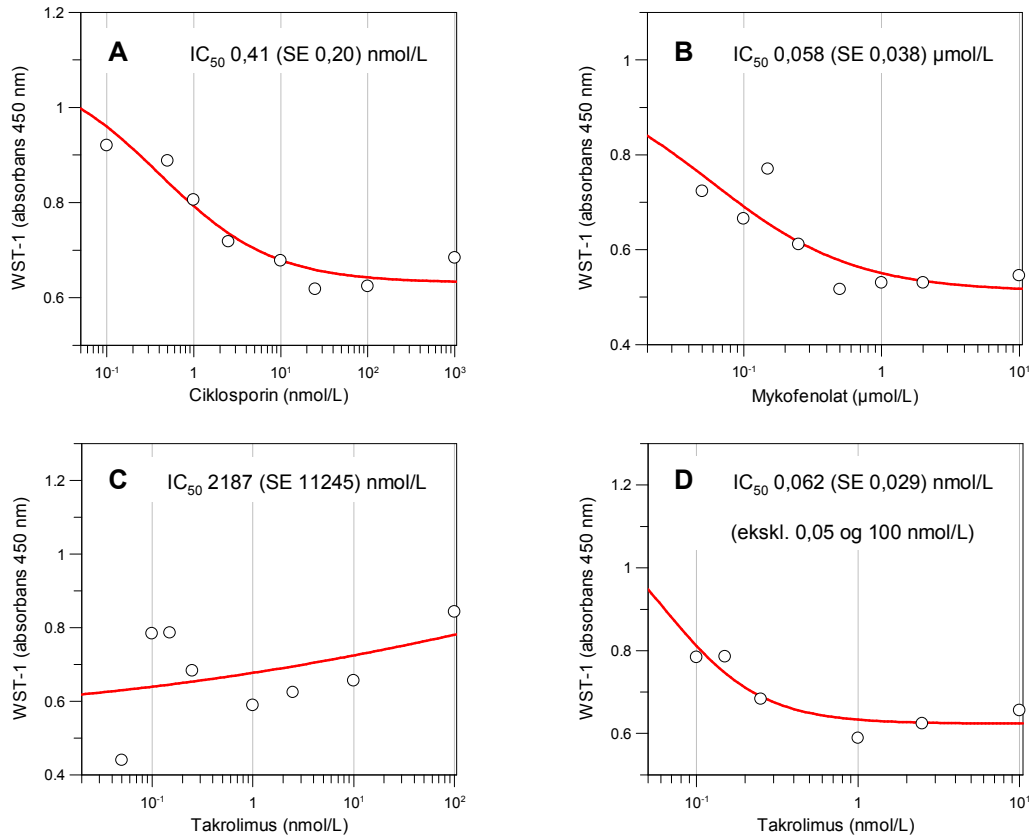 A
IC₅₀ 0,41 (SE 0,20) nmol/L
WST-1 (absorbans 450 nm)
1.2
1
0.8
0.6
10⁻¹
1
10¹
10²
10³
Ciklosporin (nmol/L)
B
IC₅₀ 0,058 (SE 0,038) µmol/L
WST-1 (absorbans 450 nm)
1
0.8
0.6
0.4
10⁻¹
1
10¹
Mykofenolat (µmol/L)
C
IC₅₀ 2187 (SE 11245) nmol/L
WST-1 (absorbans 450 nm)
1.2
1
0.8
0.6
0.4
10⁻¹
1
10¹
10²
Takrolimus (nmol/L)
D
IC₅₀ 0,062 (SE 0,029) nmol/L
(ekskl. 0,05 og 100 nmol/L)
WST-1 (absorbans 450 nm)
1.2
1
0.8
0.6
10⁻¹
1
10¹
Takrolimus (nmol/L)